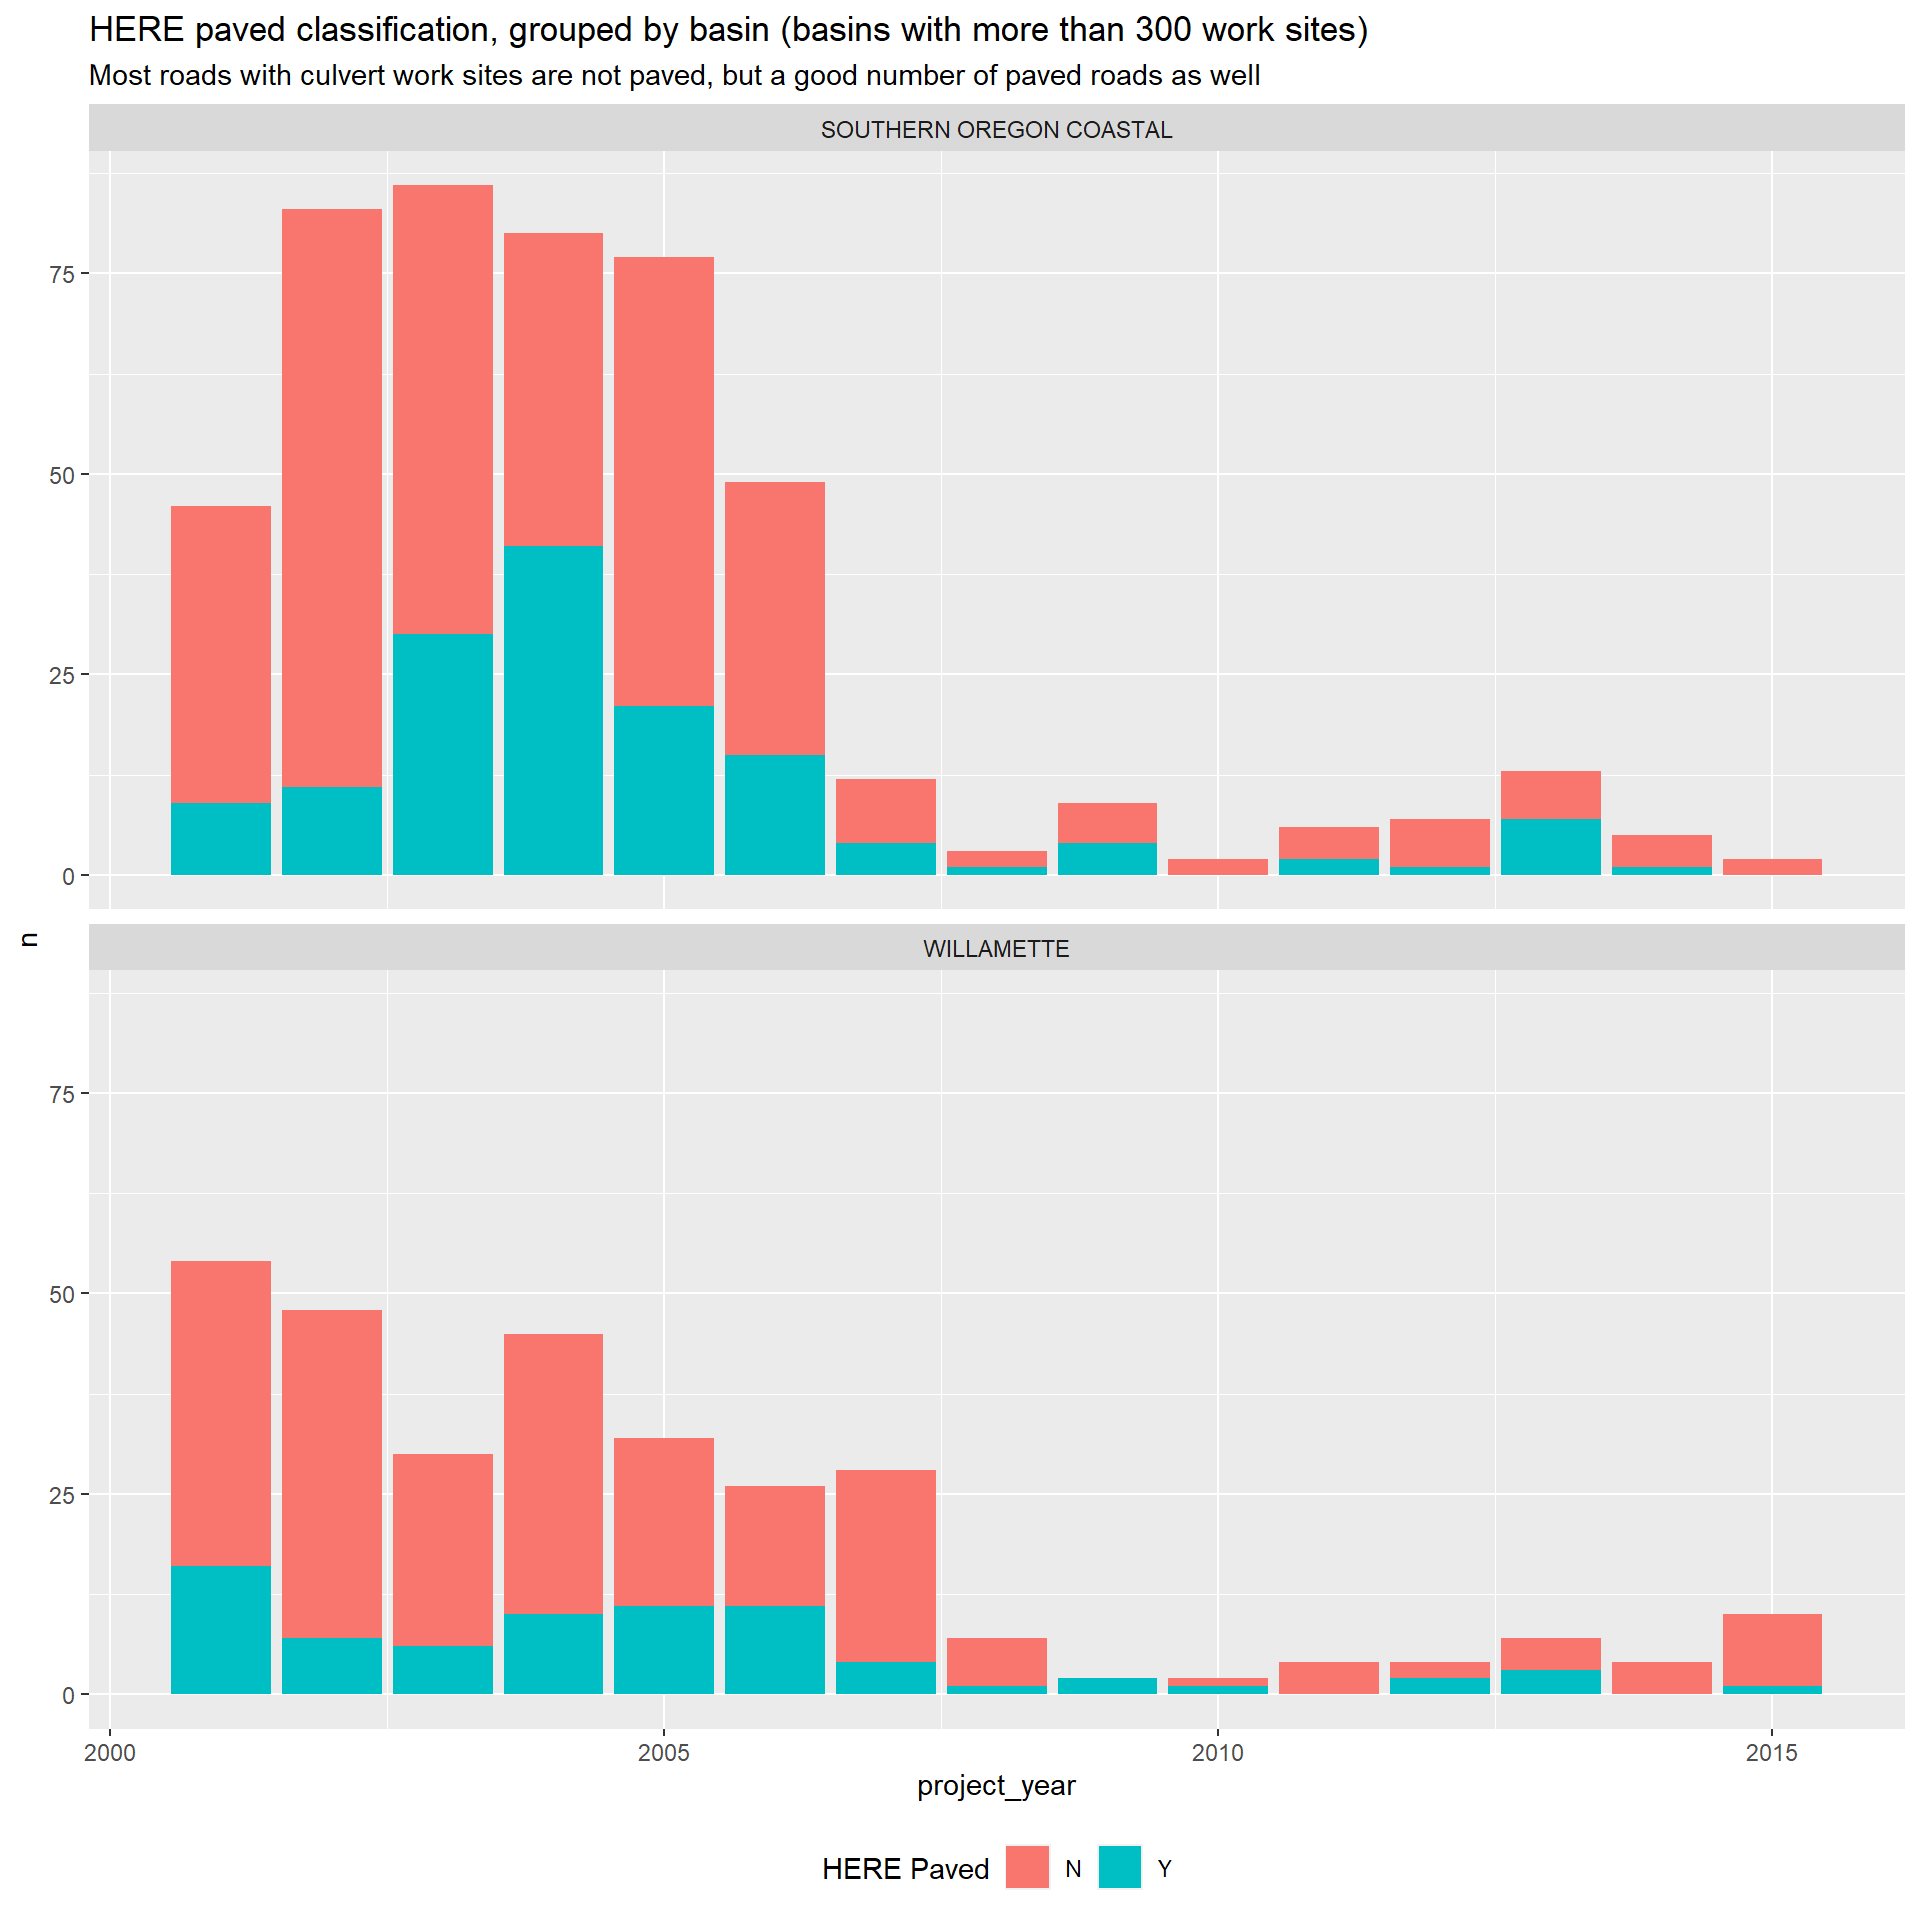 HERE paved classification, grouped by basin (basins with more than 300 work sites)
Most roads with culvert work sites are not paved, but a good number of paved roads as well
SOUTHERN OREGON COASTAL
75
50
25
0
n
WILLAMETTE
75
50
25
0
2000 2005 2010 2015
project_year
HERE Paved N Y